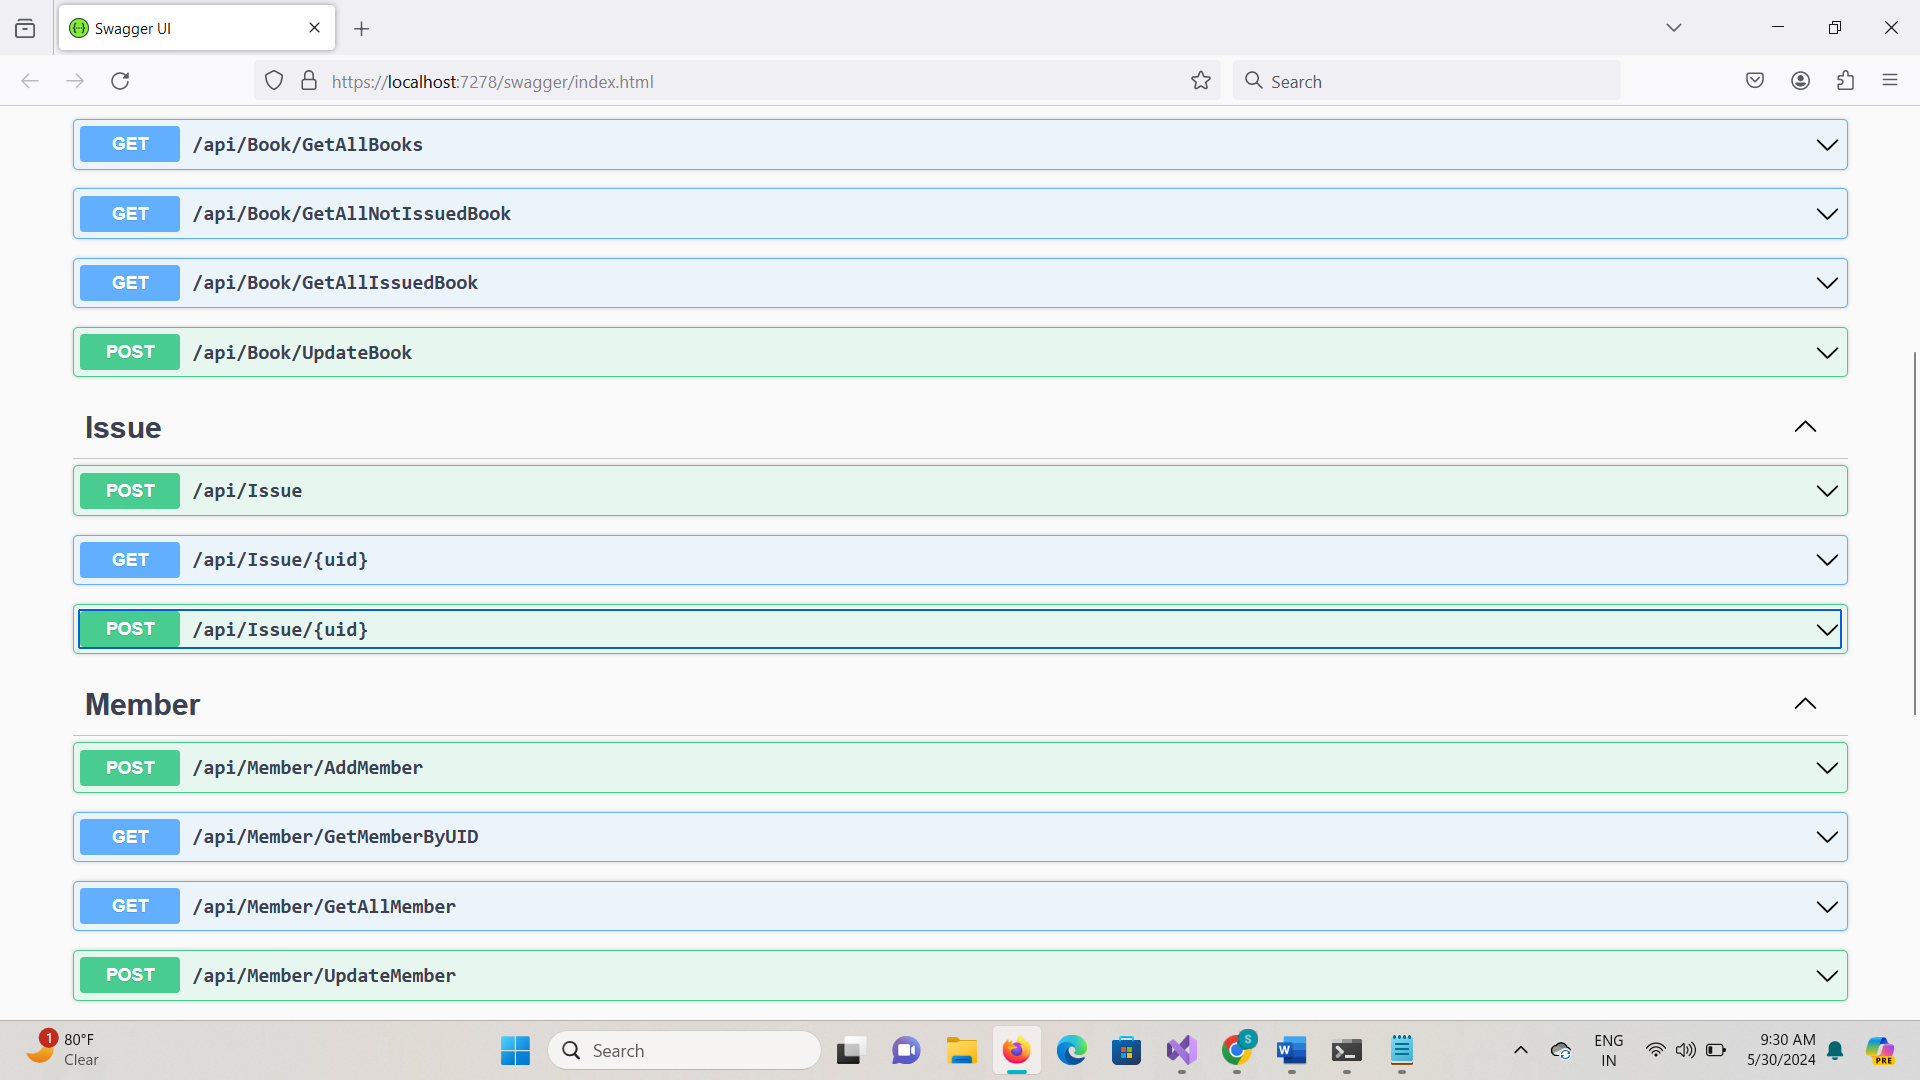 Swagger UI
https://localhost:7278/swagger/index.html
Search
GET /api/Book/GetAllBooks
GET /api/Book/GetAllNotIssuedBook
GET /api/Book/GetAllIssuedBook
POST /api/Book/UpdateBook
Issue
POST /api/Issue
GET /api/Issue/{uid}
POST /api/Issue/{uid}
Member
POST /api/Member/AddMember
GET /api/Member/GetMemberByUID
GET /api/Member/GetAllMember
POST /api/Member/UpdateMember
1
80°F
Clear
Search
S
W
ENG
IN
9:30 AM
5/30/2024
PRE